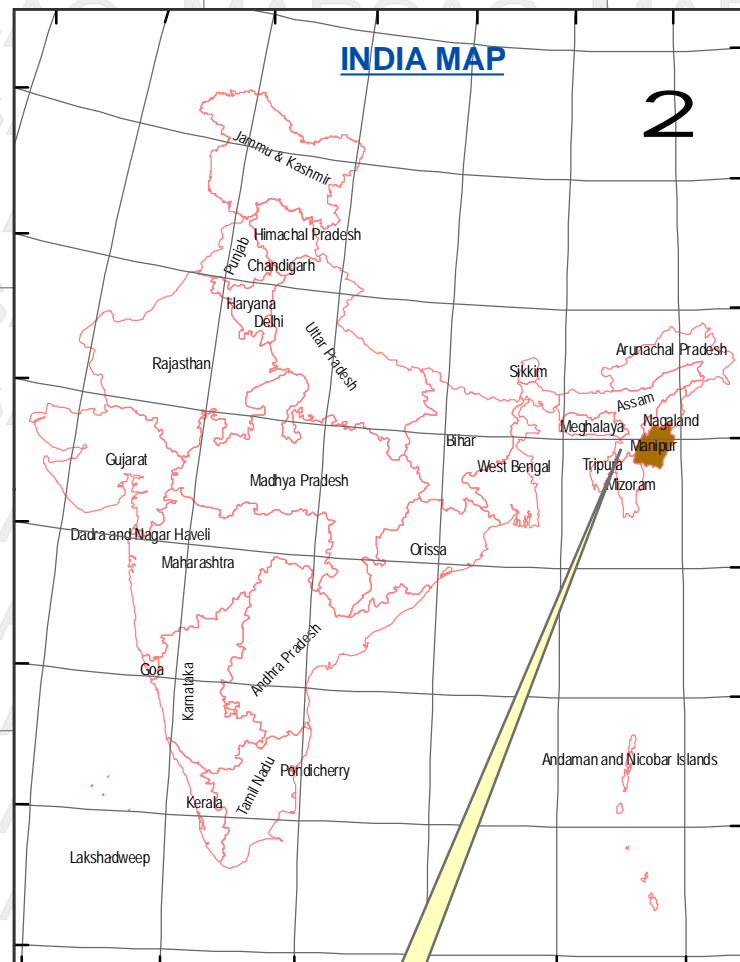 INDIA MAP
2
Jammu & Kashmir
Himachal Pradesh
Punjab
Chandigarh
Haryana
Delhi
Uttar Pradesh
Rajasthan
Sikkim
Arunachal Pradesh
Assam
Nagaland
Meghalaya
Manipur
Bihar
West Bengal
Tripura
Mizoram
Gujarat
Madhya Pradesh
Dadra and Nagar Haveli
Maharashtra
Orissa
Goa
Karnataka
Andhra Pradesh
Andaman and Nicobar Islands
Pondicherry
Tamil Nadu
Kerala
Lakshadweep